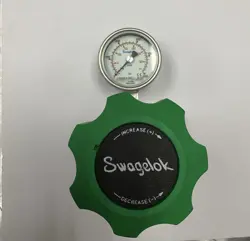 INCREASE (+)
Swagelok
DECREASE (-)